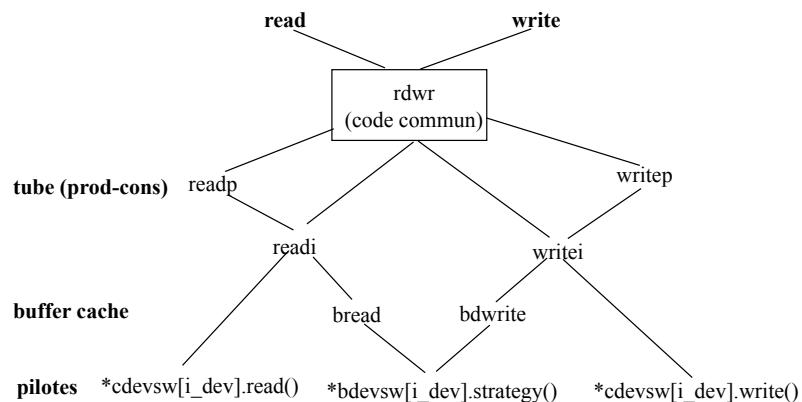 read write
rdwr
(code commun)
tube (prod-cons) readp writep
readi writei
buffer cache bread bdwrite
pilotes *cdevsw[i_dev].read() *bdevsw[i_dev].strategy() *cdevsw[i_dev].write()